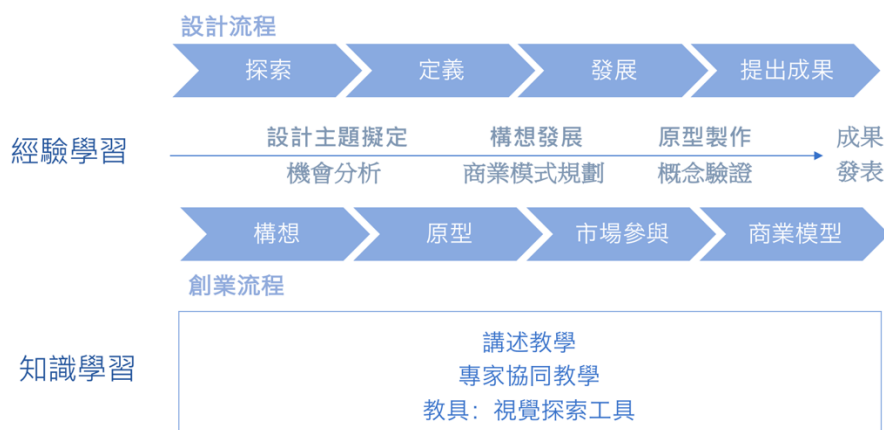 設計流程
探索 定義 發展 提出成果
設計主題擬定 構想發展 原型製作 成果
經驗學習
機會分析 商業模式規劃 概念驗證 發表
構想 原型 市場參與 商業模型
創業流程
講述教學
知識學習
專家協同教學
教具：視覺探索工具